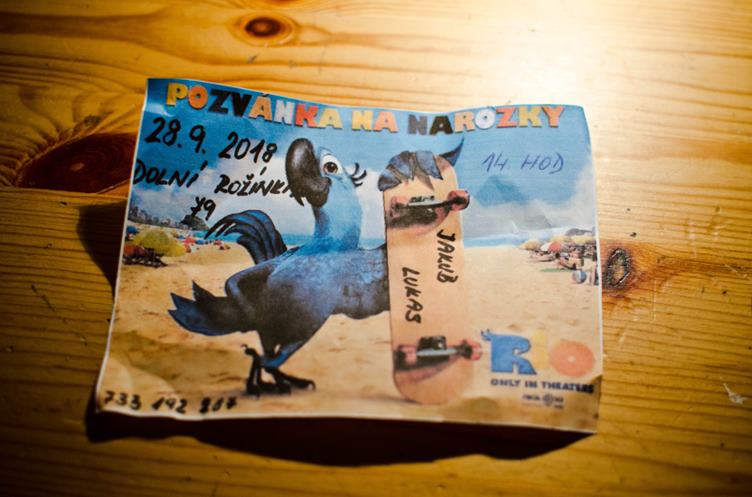 POZVÁNKA NA NAROZKY
28.9. 2018
14 HOD
DOLNÍ ROŽÍNKA
79
JAKUB
LUKAS
RIO
ONLY IN THEATERS
733 192 207